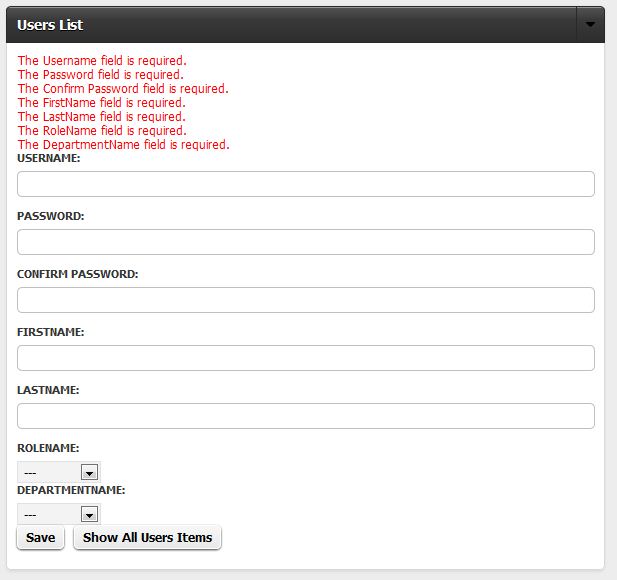 Users List
The Username field is required.
The Password field is required.
The Confirm Password field is required.
The FirstName field is required.
The LastName field is required.
The RoleName field is required.
The DepartmentName field is required.
USERNAME:
PASSWORD:
CONFIRM PASSWORD:
FIRSTNAME:
LASTNAME:
ROLENAME:
---
DEPARTMENTNAME:
---
Save Show All Users Items